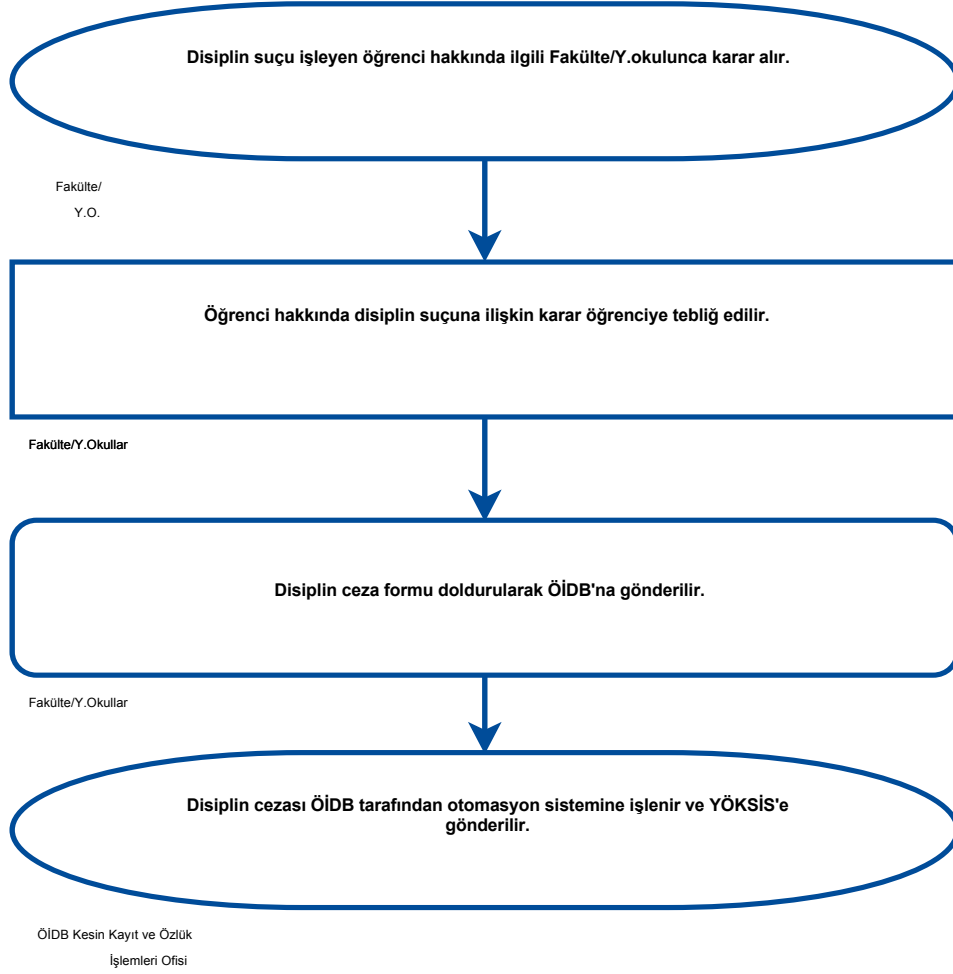 Disiplin suçu işleyen öğrenci hakkında ilgili Fakülte/Y.okulunca karar alır.
Fakülte/
Y.O.
Öğrenci hakkında disiplin suçuna ilişkin karar öğrenciye tebliğ edilir.
Fakülte/Y.Okullar
Disiplin ceza formu doldurularak ÖİDB'na gönderilir.
Fakülte/Y.Okullar
Disiplin cezası ÖİDB tarafından otomasyon sistemine işlenir ve YÖKSİS'e
gönderilir.
ÖİDB Kesin Kayıt ve Özlük
İşlemleri Ofisi